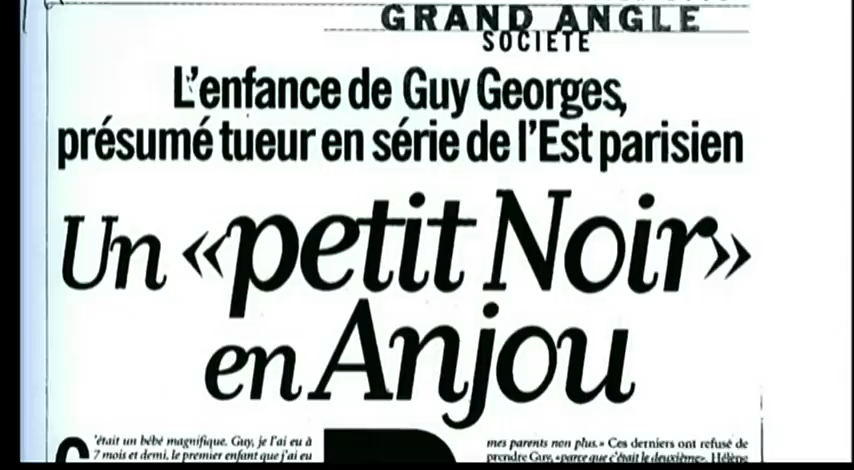 GRAND ANGLE
SOCIÉTÉ
L'enfance de Guy Georges,
présumé tueur en série de l'Est parisien
Un «petit Noir»
en Anjou
C'était un bébé magnifique. Guy, je l'ai eu à
7 mois et demi, le premier enfant que j'ai eu
mes parents non plus.» Ces derniers ont refusé de
prendre Guy, «parce que c'était le deuxième». Hélène